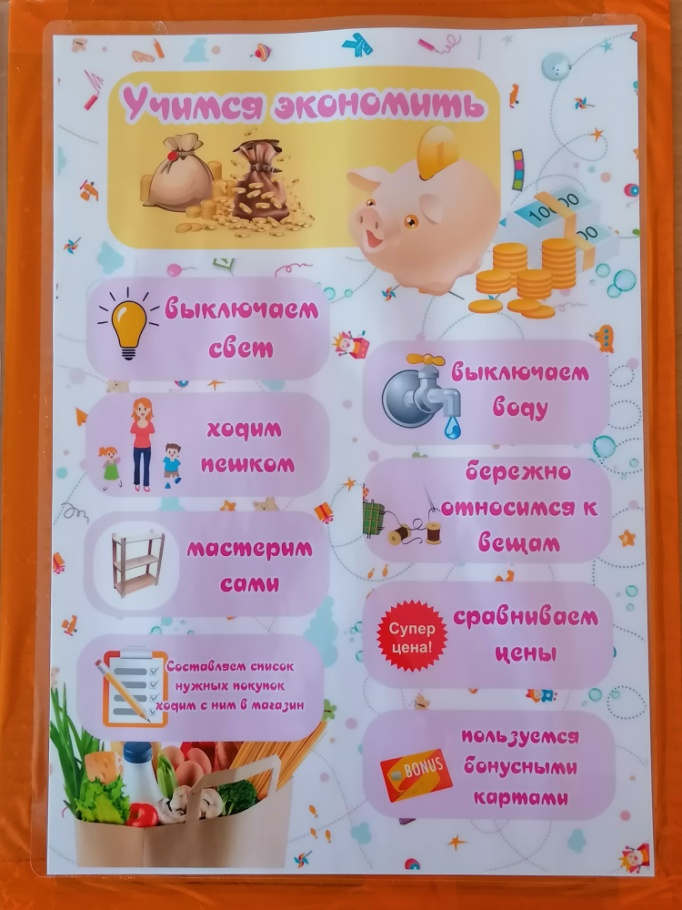 Учимся экономить
1000
00
выключаем
свет
ходим
пешком
мастерим
сами
Составляем список
нужных покупок
ходим с ним в магазин
выключаем
воду
бережно
относимся к
вещам
Супер
цена!
сравниваем
цены
BONUS
пользуемся
бонусными
картами